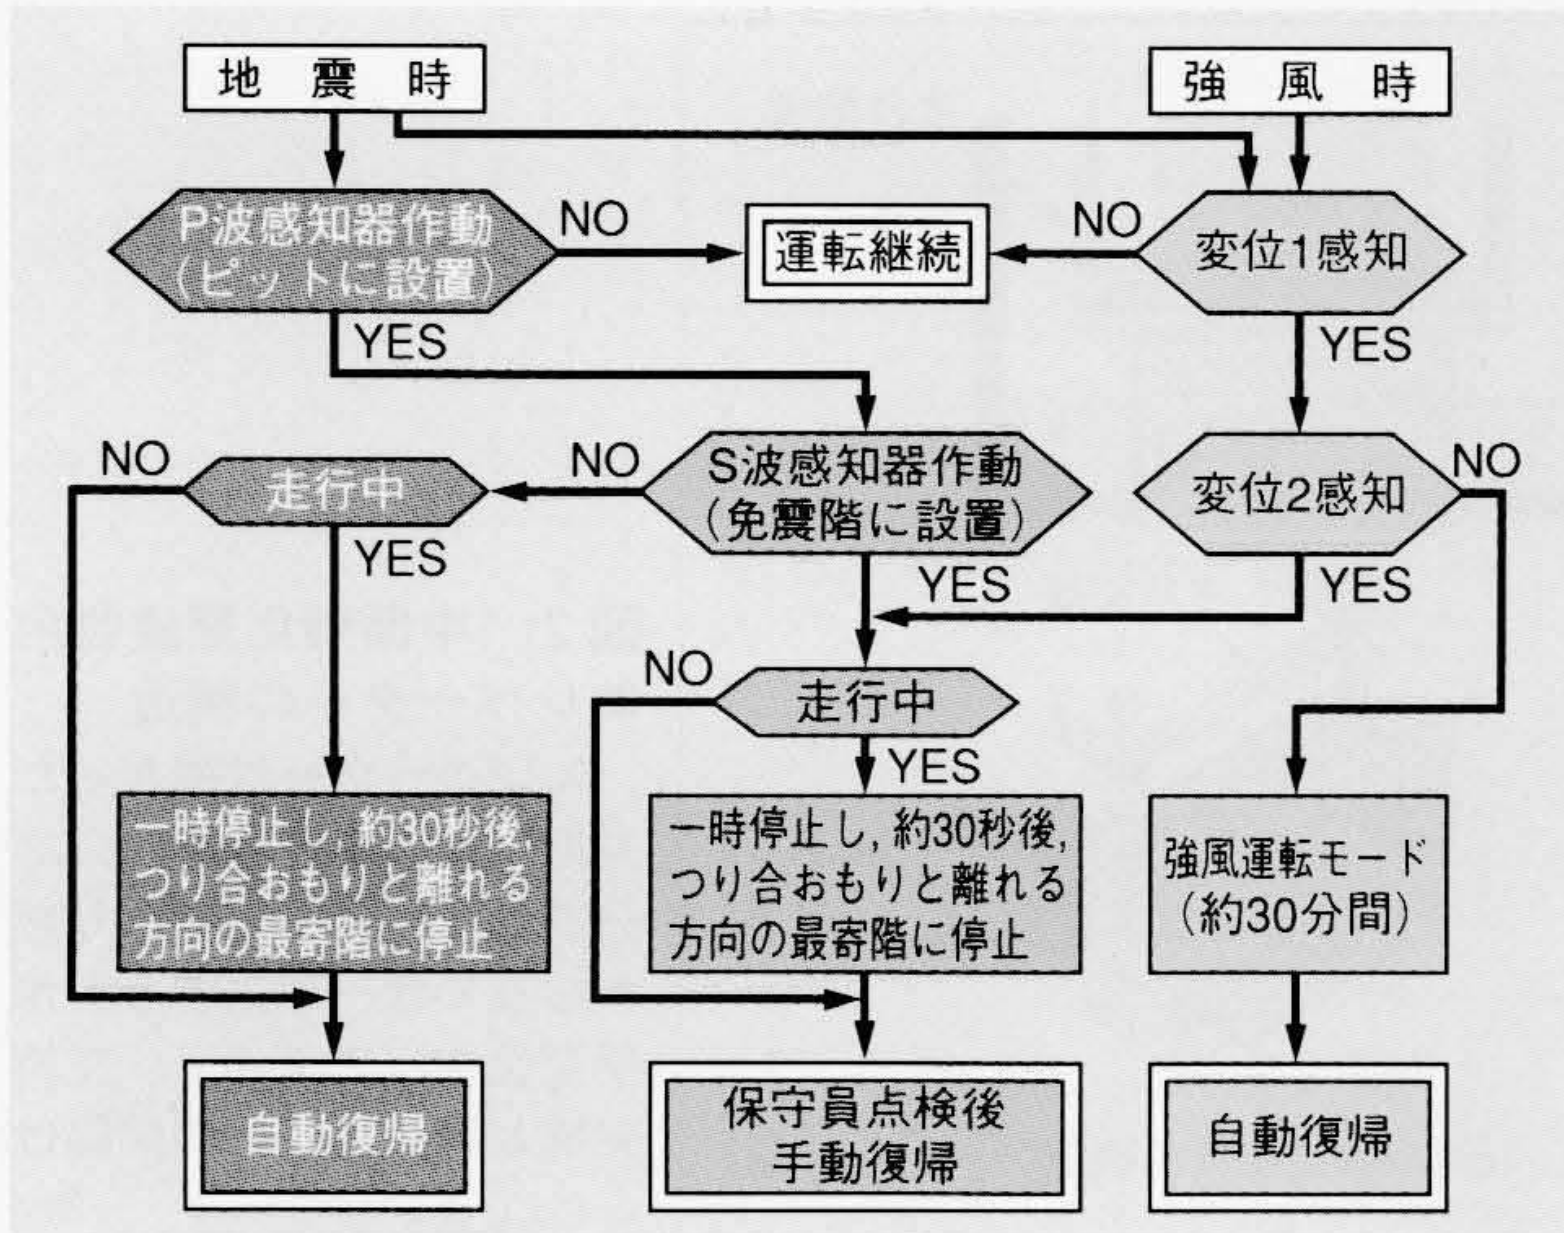 地震時
強風時
P波感知器作動
(ピットに設置)
NO
運転継続
NO
変位1感知
YES
YES
NO
走行中
NO
S波感知器作動
(免震階に設置)
変位2感知
NO
YES
YES
YES
NO
走行中
YES
一時停止し,約30秒後,
つり合おもりと離れる
方向の最寄階に停止
一時停止し,約30秒後,
つり合おもりと離れる
方向の最寄階に停止
強風運転モード
(約30分間)
自動復帰
保守員点検後
手動復帰
自動復帰